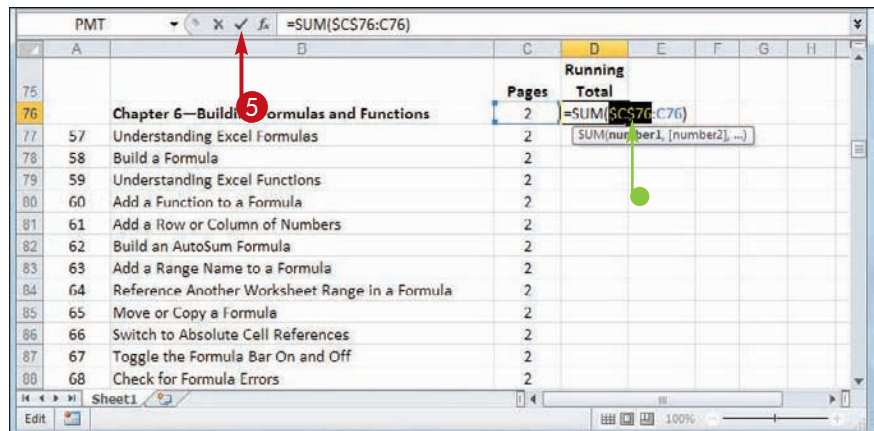 PMT fx =SUM($C$76:C76)
A B C D E F G H
75 Pages Running Total
76 Chapter 6—Buildi 5 ormulas and Functions 2 =SUM($C$76:C76)
77 57 Understanding Excel Formulas 2 SUM(number1, [number2], ...)
78 58 Build a Formula 2
79 59 Understanding Excel Functions 2
80 60 Add a Function to a Formula 2
81 61 Add a Row or Column of Numbers 2
82 62 Build an AutoSum Formula 2
83 63 Add a Range Name to a Formula 2
84 64 Reference Another Worksheet Range in a Formula 2
85 65 Move or Copy a Formula 2
86 66 Switch to Absolute Cell References 2
87 67 Toggle the Formula Bar On and Off 2
88 68 Check for Formula Errors 2
Sheet1
Edit 100%